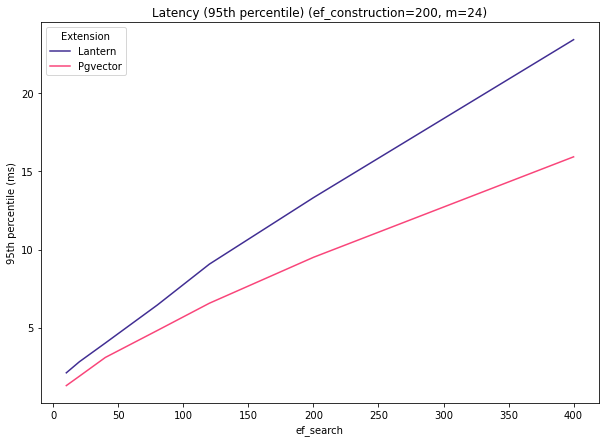 Latency (95th percentile) (ef_construction=200, m=24)
Extension
Lantern
Pgvector
95th percentile (ms)
20
15
10
5
0 50 100 150 200 250 300 350 400
ef_search